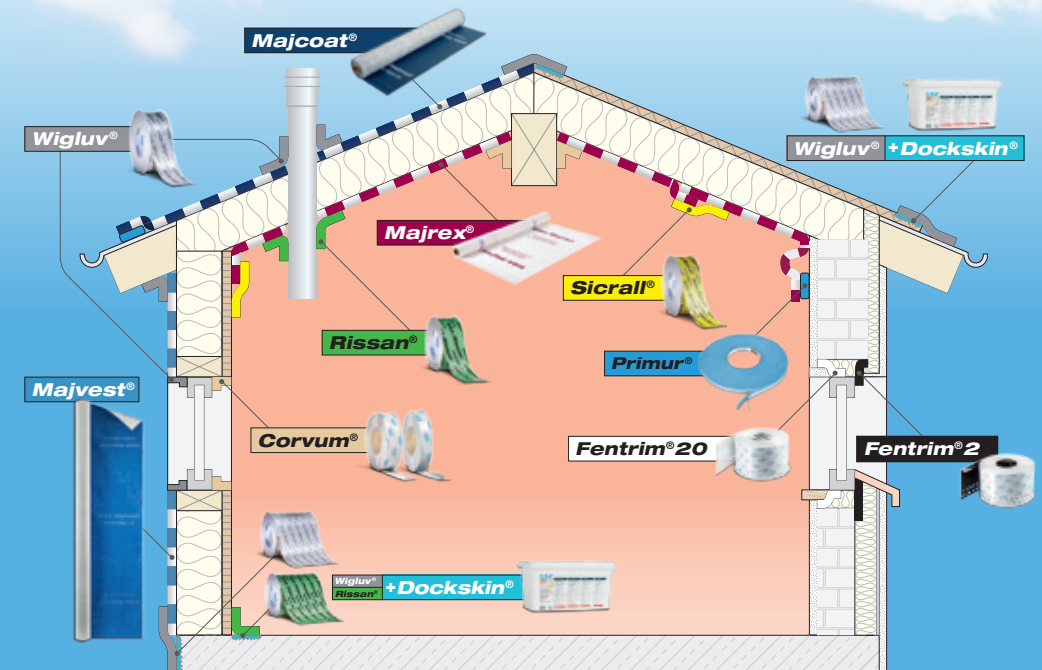 Majcoat®
Wigluv®
Wigluv® +Dockskin®
Majrex®
Sicrall®
Rissan®
Primur®
Majvest®
Corvum®
Fentrim® 20
Fentrim® 2
Wigluv®
Rissan®
+Dockskin®